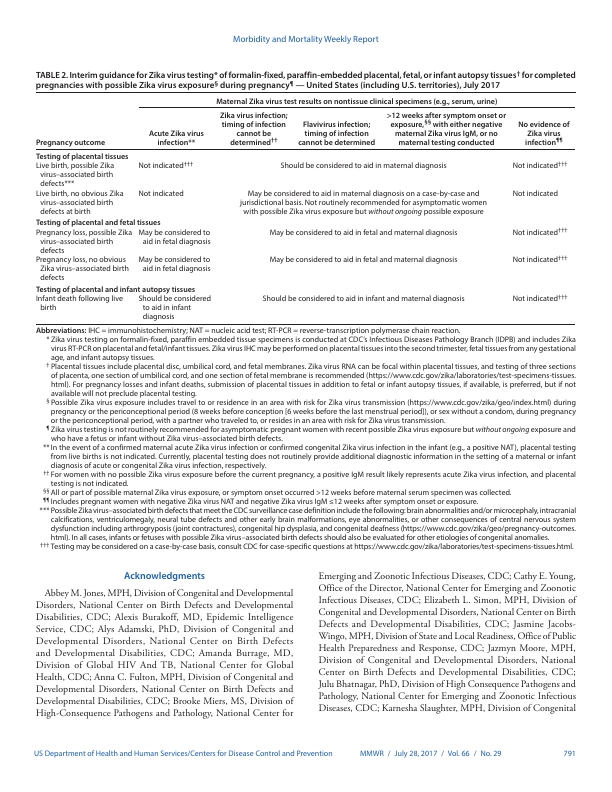 Morbidity and Mortality Weekly Report
TABLE 2. Interim guidance for Zika virus testing* of formalin-fixed, paraffin-embedded placental, fetal, or infant autopsy tissues† for completed
pregnancies with possible Zika virus exposure§ during pregnancy¶ — United States (including U.S. territories), July 2017
Maternal Zika virus test results on nontissue clinical specimens (e.g., serum, urine)
Pregnancy outcome
Acute Zika virus
infection**
Zika virus infection;
timing of infection
cannot be
determined††
Flavivirus infection;
timing of infection
cannot be determined
>12 weeks after symptom onset or
exposure,§§ with either negative
maternal Zika virus IgM, or no
maternal testing conducted
No evidence of
Zika virus
infection¶¶
Testing of placental tissues
Live birth, possible Zika
virus–associated birth
defects***
Not indicated†††
Should be considered to aid in maternal diagnosis
Not indicated†††
Live birth, no obvious Zika
virus–associated birth
defects at birth
Not indicated
May be considered to aid in maternal diagnosis on a case-by-case and
jurisdictional basis. Not routinely recommended for asymptomatic women
with possible Zika virus exposure but without ongoing possible exposure
Not indicated
Testing of placental and fetal tissues
Pregnancy loss, possible Zika
virus–associated birth
defects
May be considered to
aid in fetal diagnosis
May be considered to aid in fetal and maternal diagnosis
Not indicated†††
Pregnancy loss, no obvious
Zika virus–associated birth
defects
May be considered to
aid in fetal diagnosis
May be considered to aid in fetal and maternal diagnosis
Not indicated†††
Testing of placental and infant autopsy tissues
Infant death following live
birth
Should be considered
to aid in infant
diagnosis
Should be considered to aid in infant and maternal diagnosis
Not indicated†††
Abbreviations: IHC = immunohistochemistry; NAT = nucleic acid test; RT-PCR = reverse-transcription polymerase chain reaction.
* Zika virus testing on formalin-fixed, paraffin embedded tissue specimens is conducted at CDC's Infectious Diseases Pathology Branch (IDPB) and includes Zika
virus RT-PCR on placental and fetal/infant tissues. Zika virus IHC may be performed on placental tissues into the second trimester, fetal tissues from any gestational
age, and infant autopsy tissues.
† Placental tissues include placental disc, umbilical cord, and fetal membranes. Zika virus RNA can be focal within placental tissues, and testing of three sections
of placenta, one section of umbilical cord, and one section of fetal membrane is recommended (https://www.cdc.gov/zika/laboratories/test-specimens-tissues.
html). For pregnancy losses and infant deaths, submission of placental tissues in addition to fetal or infant autopsy tissues, if available, is preferred, but if not
available will not preclude placental testing.
§ Possible Zika virus exposure includes travel to or residence in an area with risk for Zika virus transmission (https://www.cdc.gov/zika/geo/index.html) during
pregnancy or the periconceptional period (8 weeks before conception [6 weeks before the last menstrual period]), or sex without a condom, during pregnancy
or the periconceptional period, with a partner who traveled to, or resides in an area with risk for Zika virus transmission.
¶ Zika virus testing is not routinely recommended for asymptomatic pregnant women with recent possible Zika virus exposure but without ongoing exposure and
who have a fetus or infant without Zika virus–associated birth defects.
** In the event of a confirmed maternal acute Zika virus infection or confirmed congenital Zika virus infection in the infant (e.g., a positive NAT), placental testing
from live births is not indicated. Currently, placental testing does not routinely provide additional diagnostic information in the setting of a maternal or infant
diagnosis of acute or congenital Zika virus infection, respectively.
†† For women with no possible Zika virus exposure before the current pregnancy, a positive IgM result likely represents acute Zika virus infection, and placental
testing is not indicated.
§§ All or part of possible maternal Zika virus exposure, or symptom onset occurred >12 weeks before maternal serum specimen was collected.
¶¶ Includes pregnant women with negative Zika virus NAT and negative Zika virus IgM ≤12 weeks after symptom onset or exposure.
*** Possible Zika virus–associated birth defects that meet the CDC surveillance case definition include the following: brain abnormalities and/or microcephaly, intracranial
calcifications, ventriculomegaly, neural tube defects and other early brain malformations, eye abnormalities, or other consequences of central nervous system
dysfunction including arthrogryposis (joint contractures), congenital hip dysplasia, and congenital deafness (https://www.cdc.gov/zika/geo/pregnancy-outcomes.
html). In all cases, infants or fetuses with possible Zika virus–associated birth defects should also be evaluated for other etiologies of congenital anomalies.
††† Testing may be considered on a case-by-case basis, consult CDC for case-specific questions at https://www.cdc.gov/zika/laboratories/test-specimens-tissues.html.
Acknowledgments
Abbey M. Jones, MPH, Division of Congenital and Developmental
Disorders, National Center on Birth Defects and Developmental
Disabilities, CDC; Alexis Burakoff, MD, Epidemic Intelligence
Service, CDC; Alys Adamski, PhD, Division of Congenital and
Developmental Disorders, National Center on Birth Defects
and Developmental Disabilities, CDC; Amanda Burrage, MD,
Division of Global HIV And TB, National Center for Global
Health, CDC; Anna C. Fulton, MPH, Division of Congenital and
Developmental Disorders, National Center on Birth Defects and
Developmental Disabilities, CDC; Brooke Miers, MS, Division of
High-Consequence Pathogens and Pathology, National Center for
Emerging and Zoonotic Infectious Diseases, CDC; Cathy E. Young,
Office of the Director, National Center for Emerging and Zoonotic
Infectious Diseases, CDC; Elizabeth L. Simon, MPH, Division of
Congenital and Developmental Disorders, National Center on Birth
Defects and Developmental Disabilities, CDC; Jasmine Jacobs-
Wingo, MPH, Division of State and Local Readiness, Office of Public
Health Preparedness and Response, CDC; Jazmyn Moore, MPH,
Division of Congenital and Developmental Disorders, National
Center on Birth Defects and Developmental Disabilities, CDC;
Julu Bhatnagar, PhD, Division of High Consequence Pathogens and
Pathology, National Center for Emerging and Zoonotic Infectious
Diseases, CDC; Karnesha Slaughter, MPH, Division of Congenital
US Department of Health and Human Services/Centers for Disease Control and Prevention
MMWR / July 28, 2017 / Vol. 66 / No. 29
791